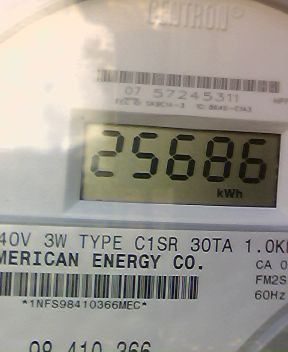 CENTRON®
07 57245311
25686
kWh
40V 3W TYPE C1SR 30TA 1.0K
MERICAN ENERGY CO.
CA 0
FM2S
60Hz
*1NFS98410366MEC*
98 410 366